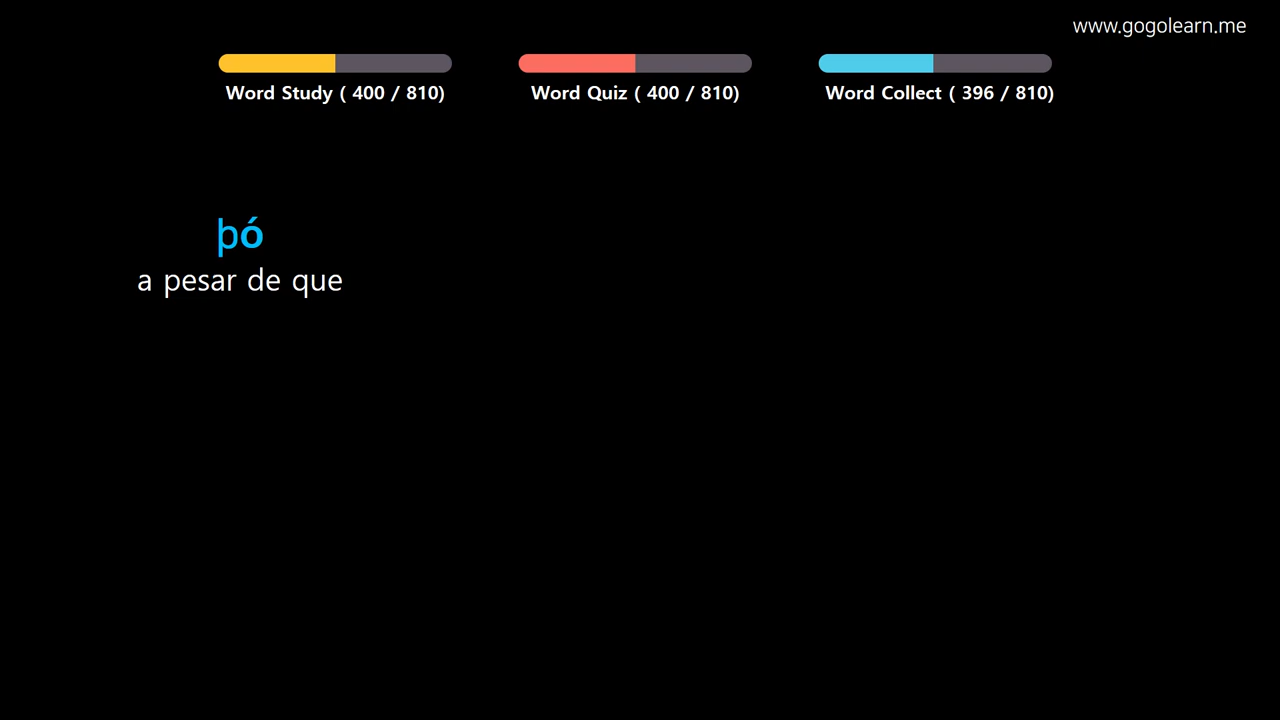 www.gogolearn.me
Word Study ( 400 / 810)
Word Quiz ( 400 / 810)
Word Collect ( 396 / 810)
þó
a pesar de que